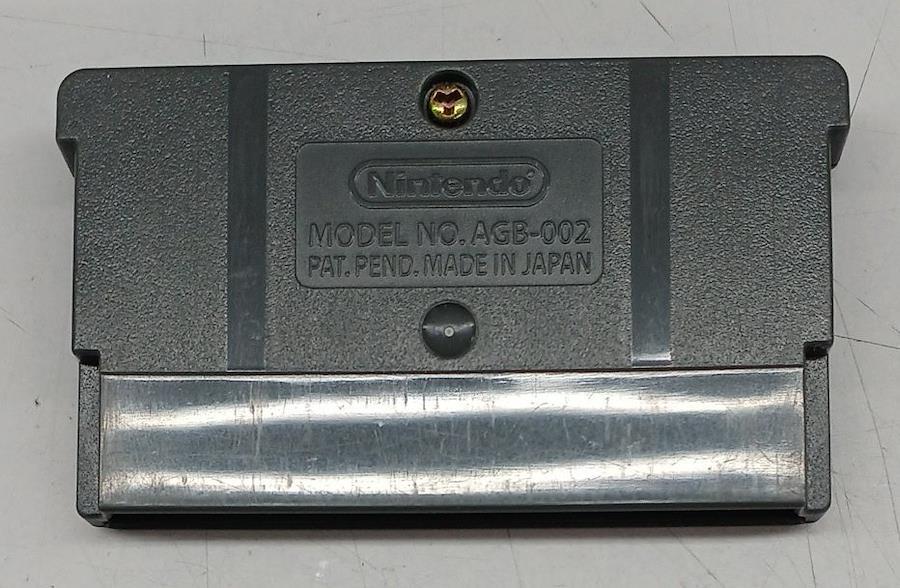 Nintendo
MODEL NO. AGB-002
PAT. PEND. MADE IN JAPAN